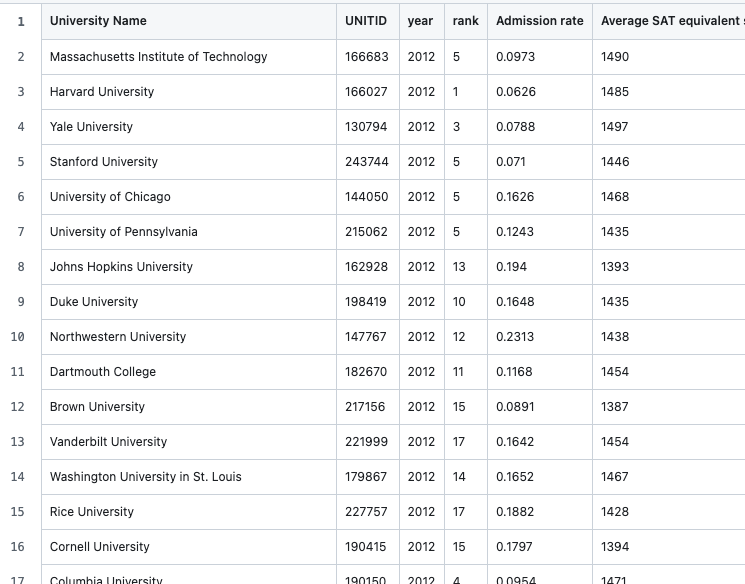 1 University Name UNITID year rank Admission rate Average SAT equivalent
2 Massachusetts Institute of Technology 166683 2012 5 0.0973 1490
3 Harvard University 166027 2012 1 0.0626 1485
4 Yale University 130794 2012 3 0.0788 1497
5 Stanford University 243744 2012 5 0.071 1446
6 University of Chicago 144050 2012 5 0.1626 1468
7 University of Pennsylvania 215062 2012 5 0.1243 1435
8 Johns Hopkins University 162928 2012 13 0.194 1393
9 Duke University 198419 2012 10 0.1648 1435
10 Northwestern University 147767 2012 12 0.2313 1438
11 Dartmouth College 182670 2012 11 0.1168 1454
12 Brown University 217156 2012 15 0.0891 1387
13 Vanderbilt University 221999 2012 17 0.1642 1454
14 Washington University in St. Louis 179867 2012 14 0.1652 1467
15 Rice University 227757 2012 17 0.1882 1428
16 Cornell University 190415 2012 15 0.1797 1394
17 Columbia University 190150 2012 4 0.0954 1471